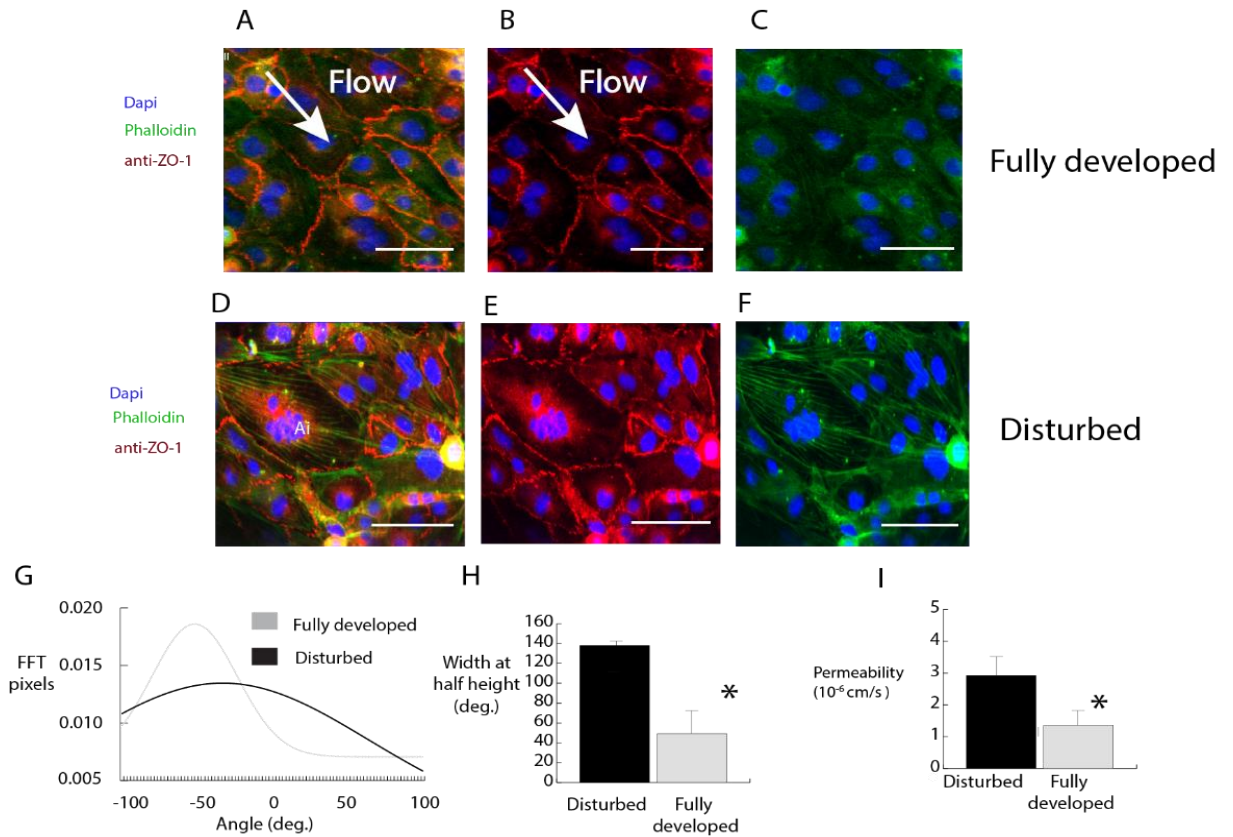 A
B
C
Flow
Flow
Dapi
Phalloidin
anti-ZO-1
Fully developed
D
E
F
Dapi
Phalloidin
anti-ZO-1
Ai
Disturbed
G
H
I
0.020
0.015
0.010
0.005
FFT
pixels
Fully developed
Disturbed
-100
-50
0
50
100
Angle (deg.)
160
140
120
100
80
60
40
20
0
Width at
half height
(deg.)
*
Disturbed
Fully
developed
5
4
3
2
1
0
Permeability
(10⁻⁶ cm/s )
*
Disturbed
Fully
developed